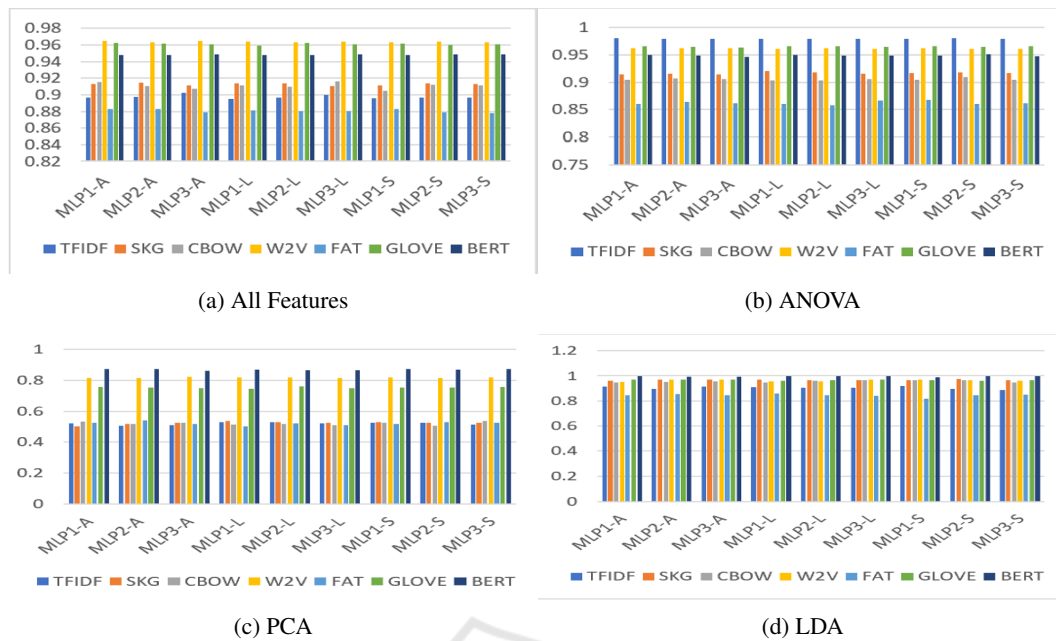 0.98
0.96
0.94
0.92
0.9
0.88
0.86
0.84
0.82
MLP1-A MLP2-A MLP3-A MLP1-L MLP2-L MLP3-L MLP1-S MLP2-S MLP3-S
TFIDF SKG CBOW W2V FAT GLOVE BERT
(a) All Features
1
0.95
0.9
0.85
0.8
0.75
MLP1-A MLP2-A MLP3-A MLP1-L MLP2-L MLP3-L MLP1-S MLP2-S MLP3-S
TFIDF SKG CBOW W2V FAT GLOVE BERT
(b) ANOVA
1
0.8
0.6
0.4
0.2
0
MLP1-A MLP2-A MLP3-A MLP1-L MLP2-L MLP3-L MLP1-S MLP2-S MLP3-S
TFIDF SKG CBOW W2V FAT GLOVE BERT
(c) PCA
1.2
1
0.8
0.6
0.4
0.2
0
MLP1-A MLP2-A MLP3-A MLP1-L MLP2-L MLP3-L MLP1-S MLP2-S MLP3-S
TFIDF SKG CBOW W2V FAT GLOVE BERT
(d) LDA